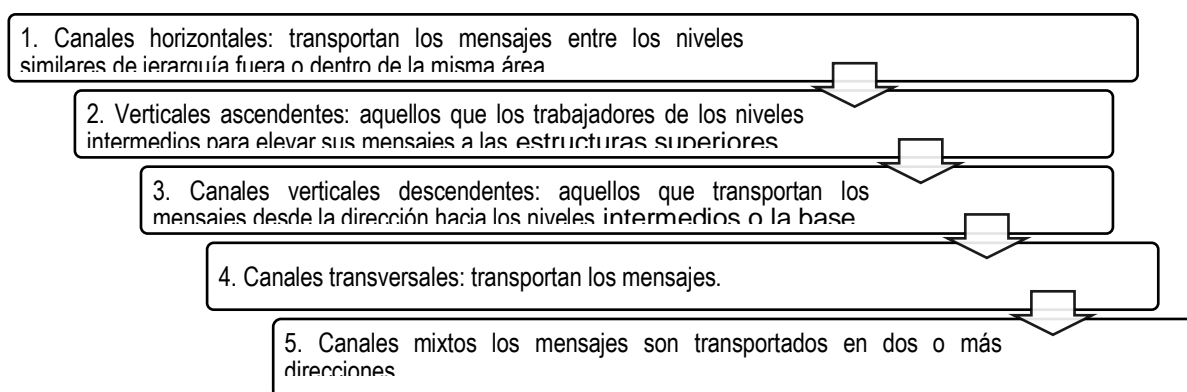 1. Canales horizontales: transportan los mensajes entre los niveles
similares de jerarquía fuera o dentro de la misma área
2. Verticales ascendentes: aquellos que los trabajadores de los niveles
intermedios para elevar sus mensajes a las estructuras superiores
3. Canales verticales descendentes: aquellos que transportan los
mensajes desde la dirección hacia los niveles intermedios o la base
4. Canales transversales: transportan los mensajes.
5. Canales mixtos los mensajes son transportados en dos o más
direcciones